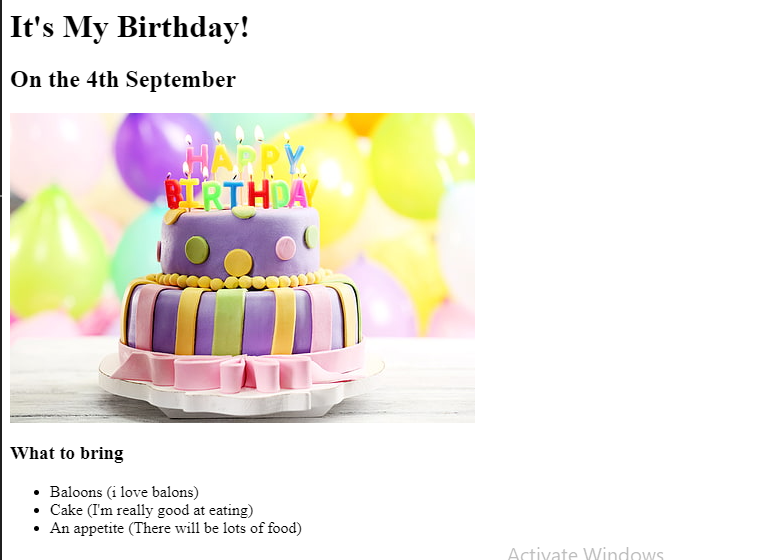 It's My Birthday!
On the 4th September
HAPPY
BIRTHDAY
What to bring
Baloons (i love balons)
Cake (I'm really good at eating)
An appetite (There will be lots of food)
Activate Windows